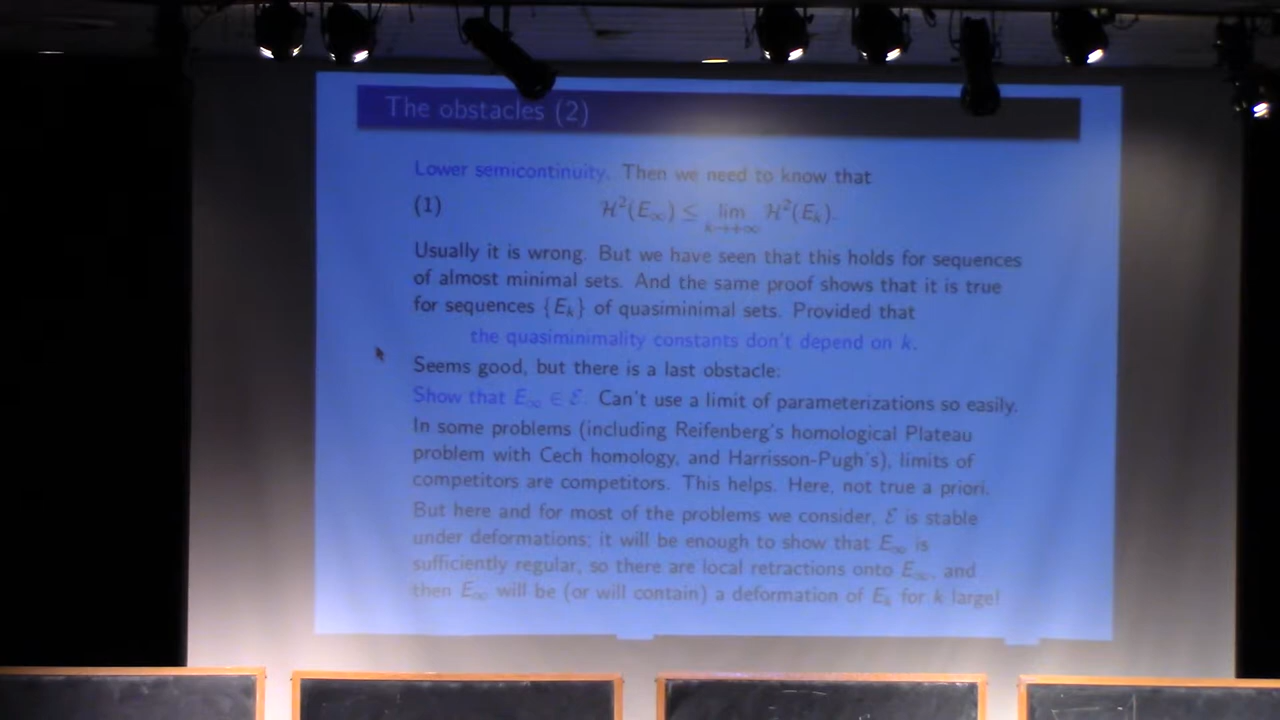 The obstacles (2)
Lower semicontinuity. Then we need to know that
(1) H²(E∞) ≤ lim k→+∞ H²(Eₖ).
Usually it is wrong. But we have seen that this holds for sequences
of almost minimal sets. And the same proof shows that it is true
for sequences {Eₖ} of quasiminimal sets. Provided that
the quasiminimality constants don't depend on k.
Seems good, but there is a last obstacle:
Show that E∞ ∈ ℰ. Can't use a limit of parameterizations so easily.
In some problems (including Reifenberg's homological Plateau
problem with Cech homology, and Harrisson-Pugh's), limits of
competitors are competitors. This helps. Here, not true a priori.
But here and for most of the problems we consider, ℰ is stable
under deformations; it will be enough to show that E∞ is
sufficiently regular, so there are local retractions onto E∞, and
then E∞ will be (or will contain) a deformation of Eₖ for k large!